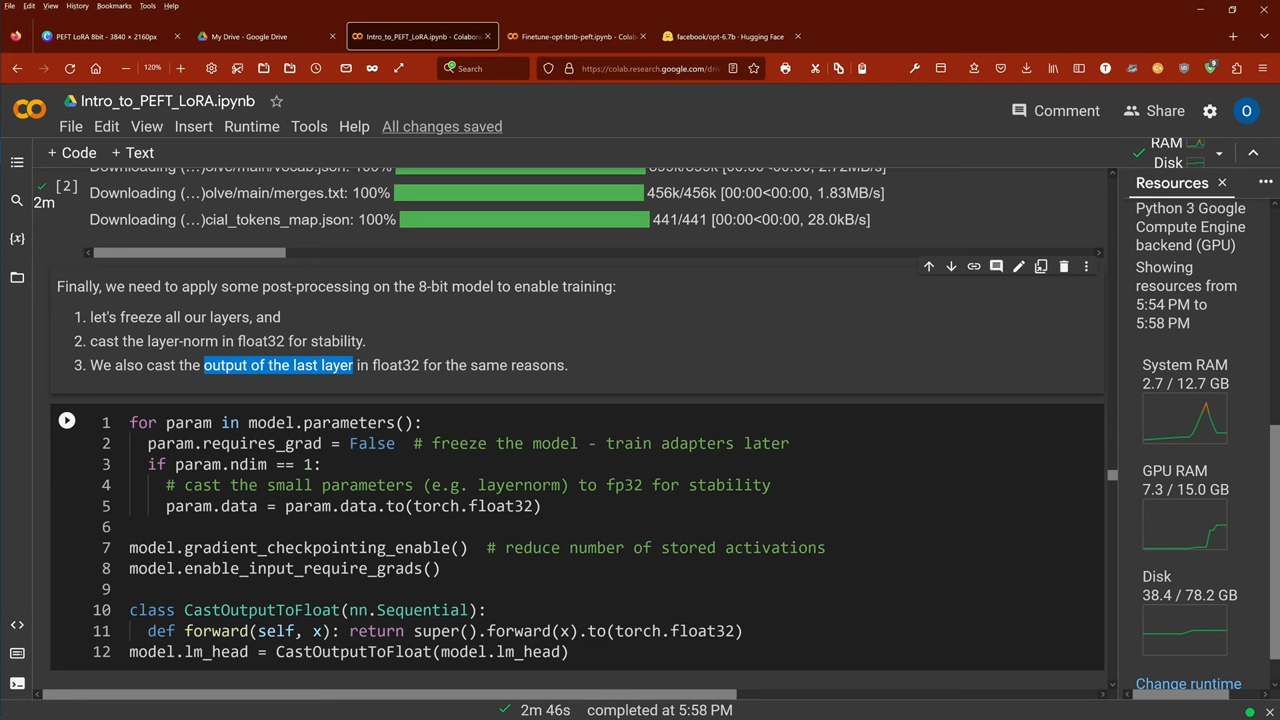 File Edit View History Bookmarks Tools Help
PEFT LoRA 8bit - 3840 × 2160px
My Drive - Google Drive
Intro_to_PEFT_LoRA.ipynb - Colabora
Finetune-opt-bnb-peft.ipynb - Colab
facebook/opt-6.7b · Hugging Face
120%
Search
https://colab.research.google.com/dri
Intro_to_PEFT_LoRA.ipynb
Comment
Share
O
File Edit View Insert Runtime Tools Help All changes saved
+ Code + Text
RAM
Disk
[2]
2m
Downloading (…)olve/main/merges.txt: 100% 456k/456k [00:00<00:00, 1.83MB/s]
Downloading (…)cial_tokens_map.json: 100% 441/441 [00:00<00:00, 28.0kB/s]
Finally, we need to apply some post-processing on the 8-bit model to enable training:
1. let's freeze all our layers, and
2. cast the layer-norm in float32 for stability.
3. We also cast the output of the last layer in float32 for the same reasons.
1 for param in model.parameters():
2 param.requires_grad = False # freeze the model - train adapters later
3 if param.ndim == 1:
4 # cast the small parameters (e.g. layernorm) to fp32 for stability
5 param.data = param.data.to(torch.float32)
6
7 model.gradient_checkpointing_enable() # reduce number of stored activations
8 model.enable_input_require_grads()
9
10 class CastOutputToFloat(nn.Sequential):
11 def forward(self, x): return super().forward(x).to(torch.float32)
12 model.lm_head = CastOutputToFloat(model.lm_head)
Resources
Python 3 Google
Compute Engine
backend (GPU)
Showing
resources from
5:54 PM to
5:58 PM
System RAM
2.7 / 12.7 GB
GPU RAM
7.3 / 15.0 GB
Disk
38.4 / 78.2 GB
Change runtime
2m 46s completed at 5:58 PM